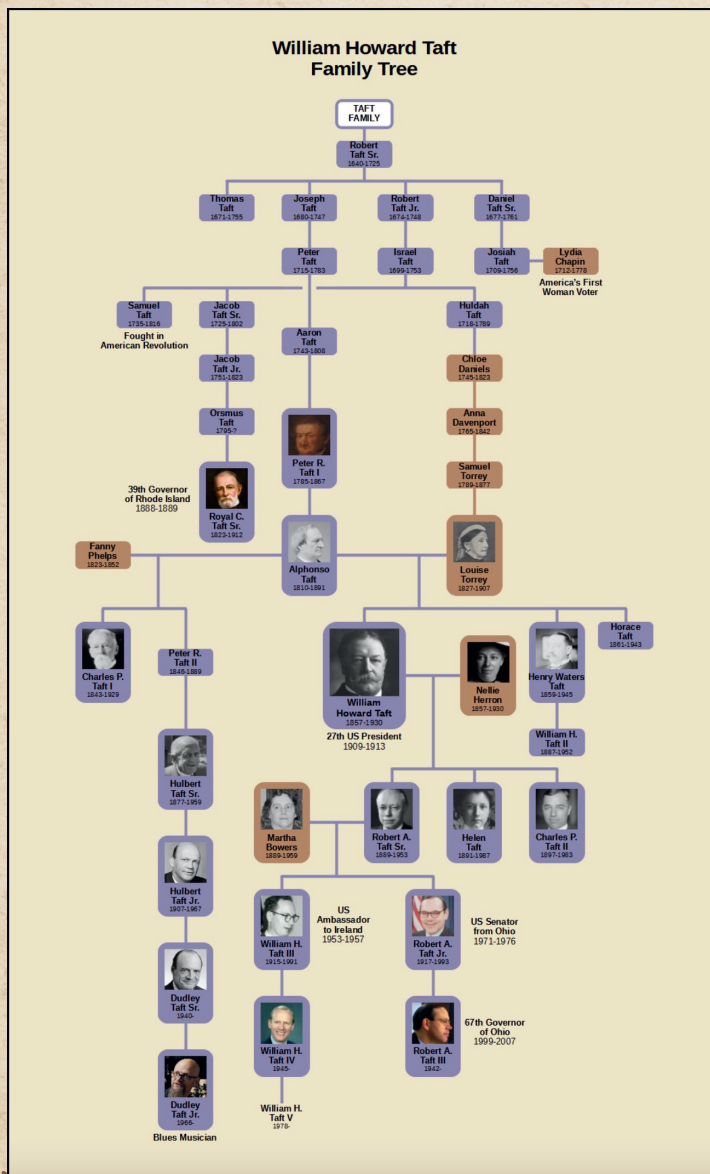 William Howard Taft
Family Tree
TAFT
FAMILY
Robert
Taft Sr.
1640-1725
Thomas
Taft
1671-1755
Joseph
Taft
1680-1747
Robert
Taft Jr.
1674-1748
Daniel
Taft Sr.
1677-1761
Peter
Taft
1715-1783
Israel
Taft
1699-1753
Josiah
Taft
1709-1756
Lydia
Chapin
1712-1778
America's First
Woman Voter
Samuel
Taft
1735-1816
Fought in
American Revolution
Jacob
Taft Sr.
1725-1802
Aaron
Taft
1743-1808
Huldah
Taft
1718-1789
Jacob
Taft Jr.
1751-1823
Chloe
Daniels
1745-1823
Orsmus
Taft
1795-?
Peter R.
Taft I
1785-1867
Anna
Davenport
1765-1842
39th Governor
of Rhode Island
1888-1889
Royal C.
Taft Sr.
1823-1912
Samuel
Torrey
1789-1877
Fanny
Phelps
1823-1852
Alphonso
Taft
1810-1891
Louise
Torrey
1827-1907
Charles P.
Taft I
1843-1929
Peter R.
Taft II
1846-1889
William
Howard Taft
1857-1930
27th US President
1909-1913
Nellie
Herron
1857-1930
Henry Waters
Taft
1859-1945
Horace
Taft
1861-1943
William H.
Taft II
1887-1952
Hulbert
Taft Sr.
1877-1959
Martha
Bowers
1889-1959
Robert A.
Taft Sr.
1889-1953
Helen
Taft
1891-1987
Charles P.
Taft II
1897-1983
Hulbert
Taft Jr.
1907-1967
William H.
Taft III
1915-1991
US
Ambassador
to Ireland
1953-1957
Robert A.
Taft Jr.
1917-1993
US Senator
from Ohio
1971-1976
Dudley
Taft Sr.
1940-
William H.
Taft IV
1945-
Robert A.
Taft III
1942-
67th Governor
of Ohio
1999-2007
Dudley
Taft Jr.
1966-
Blues Musician
William H.
Taft V
1978-